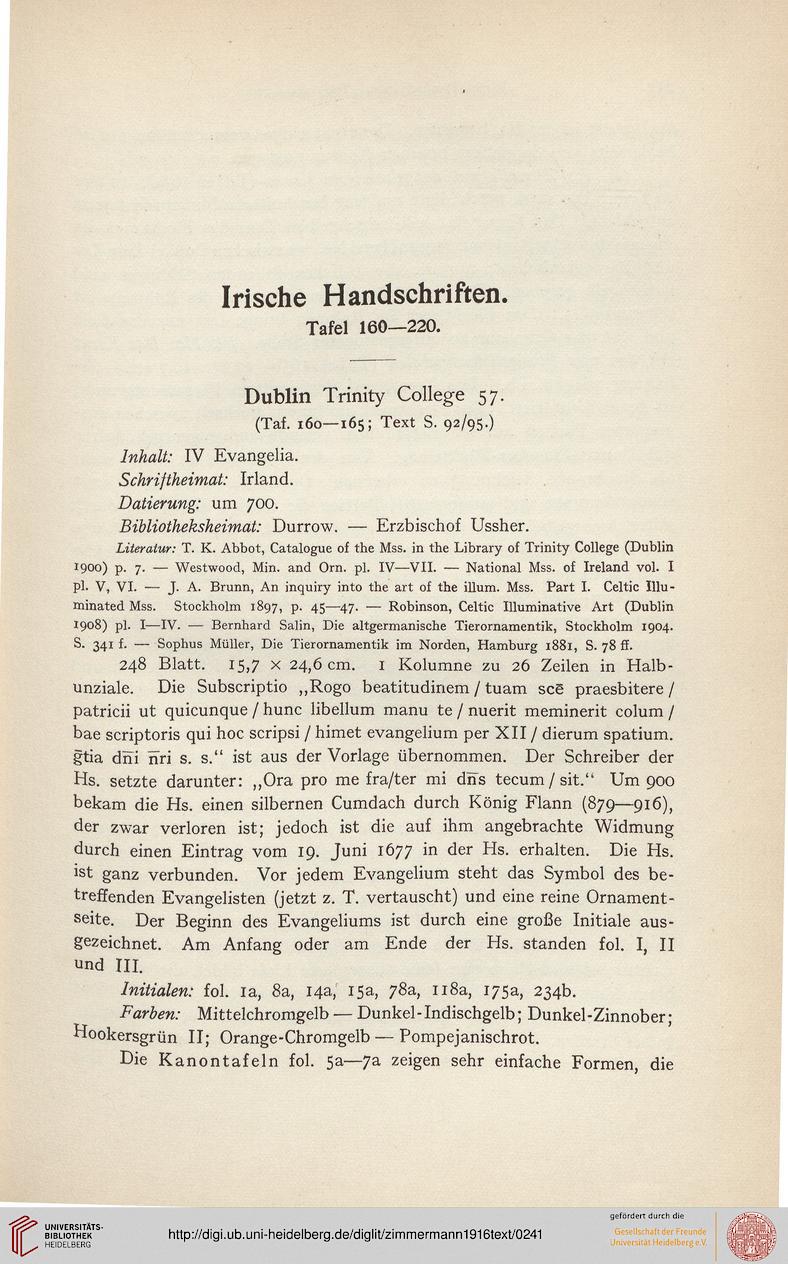 Irische Handschriften.
Tafel 160—220.
Dublin Trinity College 57.
(Taf. 160—165; Text S. 92/95.)
Inhalt: IV Evangelia.
Schriftheimat: Irland.
Datierung: um 700.
Bibliotheksheimat: Durrow. — Erzbischof Ussher.
Literatur: T. K. Abbot, Catalogue of the Mss. in the Library of Trinity College (Dublin
1900) p. 7. — Westwood, Min. and Orn. pl. IV—VII. — National Mss. of Ireland vol. I
pl. V, VI. — J. A. Brunn, An inquiry into the art of the illum. Mss. Part I. Celtic Illu-
minated Mss. Stockholm 1897, p. 45—47. — Robinson, Celtic Illuminative Art (Dublin
1908) pl. I—IV. — Bernhard Salin, Die altgermanische Tierornamentik, Stockholm 1904.
S. 341 f. — Sophus Müller, Die Tierornamentik im Norden, Hamburg 1881, S. 78 ff.
248 Blatt. 15,7 × 24,6 cm. 1 Kolumne zu 26 Zeilen in Halb-
unziale. Die Subscriptio „Rogo beatitudinem / tuam scē praesbitere /
patricii ut quicunque / hunc libellum manu te / nuerit meminerit colum /
bae scriptoris qui hoc scripsi / himet evangelium per XII / dierum spatium.
g̅tia dn̅i n̅ri s. s.“ ist aus der Vorlage übernommen. Der Schreiber der
Hs. setzte darunter: „Ora pro me fra/ter mi dn̅s tecum / sit.“ Um 900
bekam die Hs. einen silbernen Cumdach durch König Flann (879—916),
der zwar verloren ist; jedoch ist die auf ihm angebrachte Widmung
durch einen Eintrag vom 19. Juni 1677 in der Hs. erhalten. Die Hs.
ist ganz verbunden. Vor jedem Evangelium steht das Symbol des be-
treffenden Evangelisten (jetzt z. T. vertauscht) und eine reine Ornament-
seite. Der Beginn des Evangeliums ist durch eine große Initiale aus-
gezeichnet. Am Anfang oder am Ende der Hs. standen fol. I, II
und III.
Initialen: fol. 1a, 8a, 14a, 15a, 78a, 118a, 175a, 234b.
Farben: Mittelchromgelb — Dunkel-Indischgelb; Dunkel-Zinnober;
Hookersgrün II; Orange-Chromgelb — Pompejanischrot.
Die Kanontafeln fol. 5a—7a zeigen sehr einfache Formen, die
UNIVERSITÄTS-
BIBLIOTHEK
HEIDELBERG
http://digi.ub.uni-heidelberg.de/diglit/zimmermann1916text/0241
gefördert durch die
Gesellschaft der Freunde
Universität Heidelberg e.V.